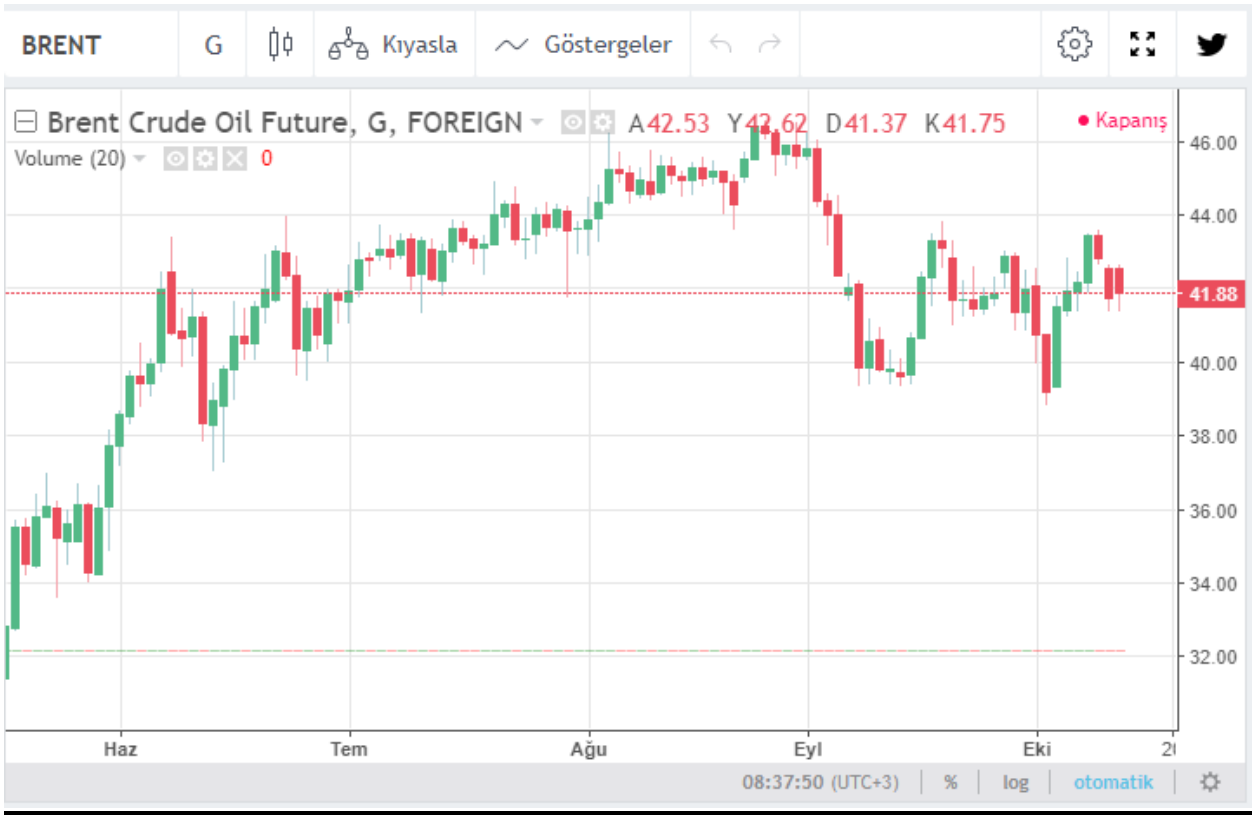 BRENT G Kıyasla Göstergeler
Brent Crude Oil Future, G, FOREIGN A42.53 Y42.62 D41.37 K41.75 Kapanış
Volume (20) 0
46.00
44.00
41.88
40.00
38.00
36.00
34.00
32.00
Haz Tem Ağu Eyl Eki
08:37:50 (UTC+3) % log otomatik